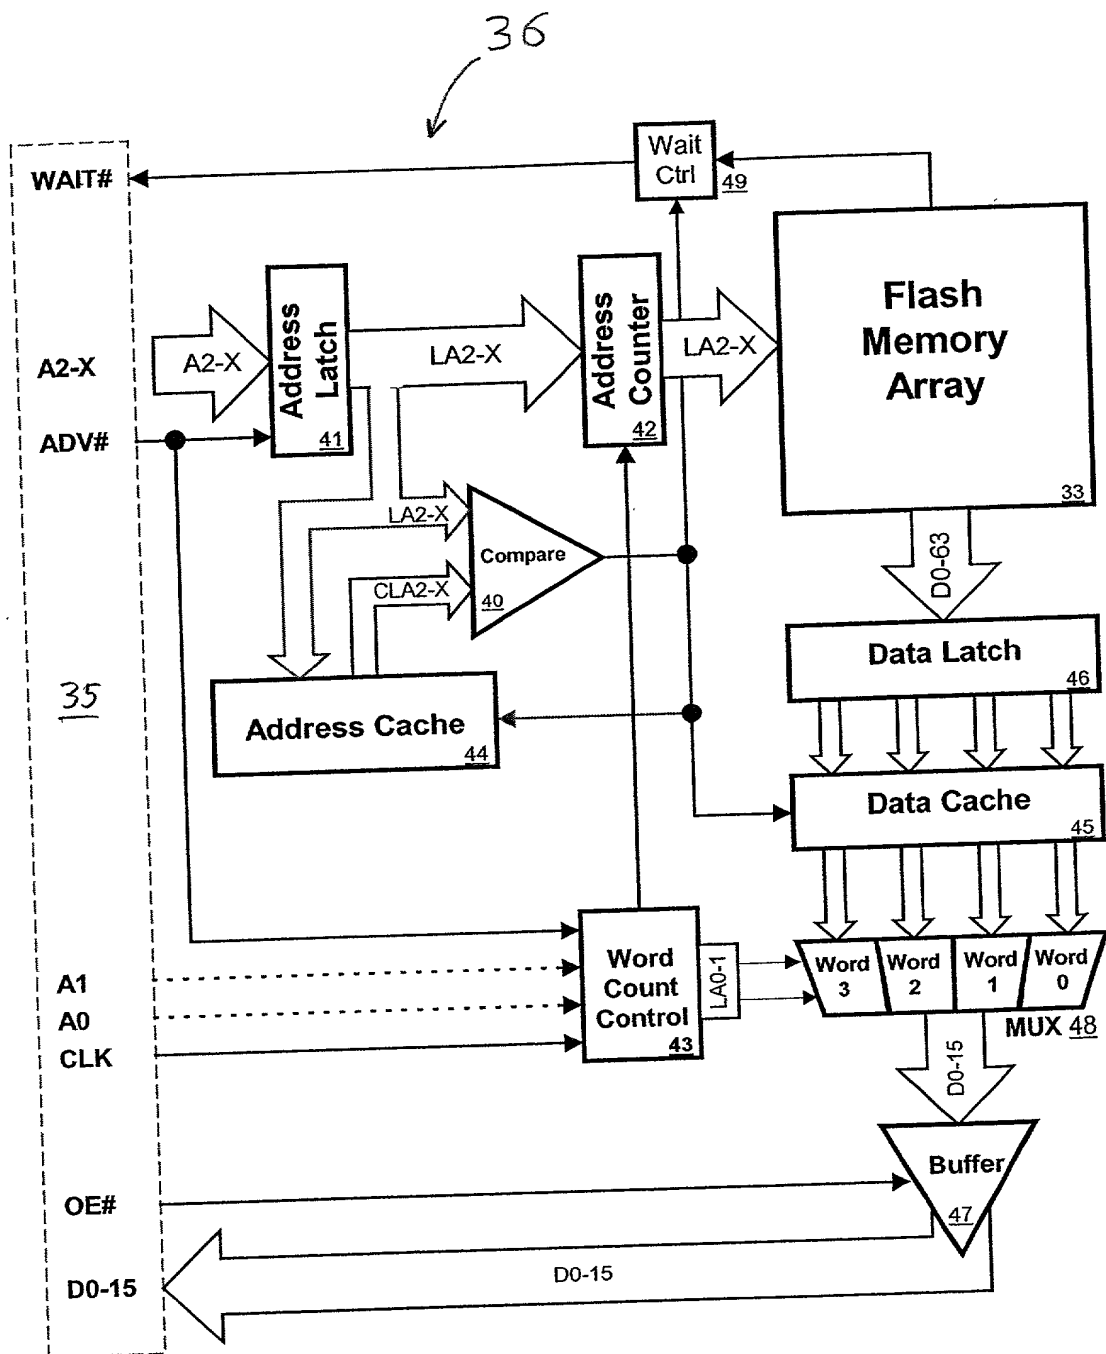 36
WAIT#
Wait
Ctrl
49
A2-X
A2-X
Address
Latch
41
LA2-X
Address
Counter
42
LA2-X
Flash
Memory
Array
33
ADV#
LA2-X
CLA2-X
Compare
40
D0-63
Data Latch
46
35
Address Cache
44
Data Cache
45
A1
A0
CLK
Word
Count
Control
43
LA0-1
Word
3
Word
2
Word
1
Word
0
MUX 48
D0-15
Buffer
47
OE#
D0-15
D0-15